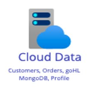 Cloud Data
Customers, Orders, goHL
MongoDB, Profile